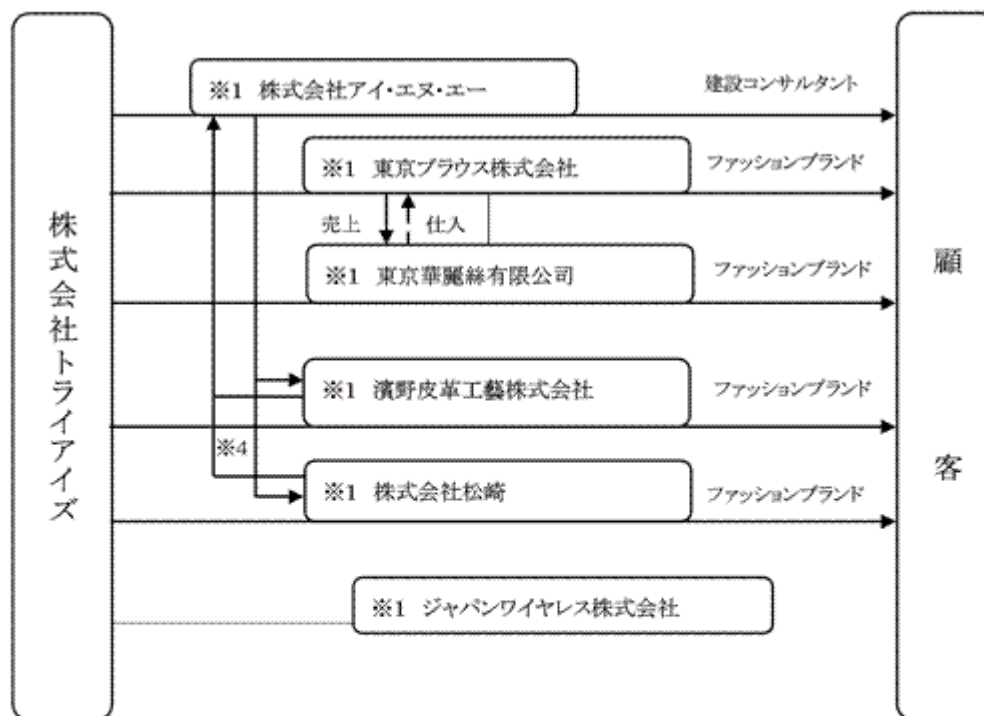 株式会社トライアイズ
※1 株式会社アイ・エヌ・エー
建設コンサルタント
※1 東京ブラウス株式会社
ファッションブランド
売上
仕入
※1 東京華麗絲有限公司
ファッションブランド
※1 濱野皮革工藝株式会社
ファッションブランド
※4
※1 株式会社松崎
ファッションブランド
※1 ジャパンワイヤレス株式会社
顧客